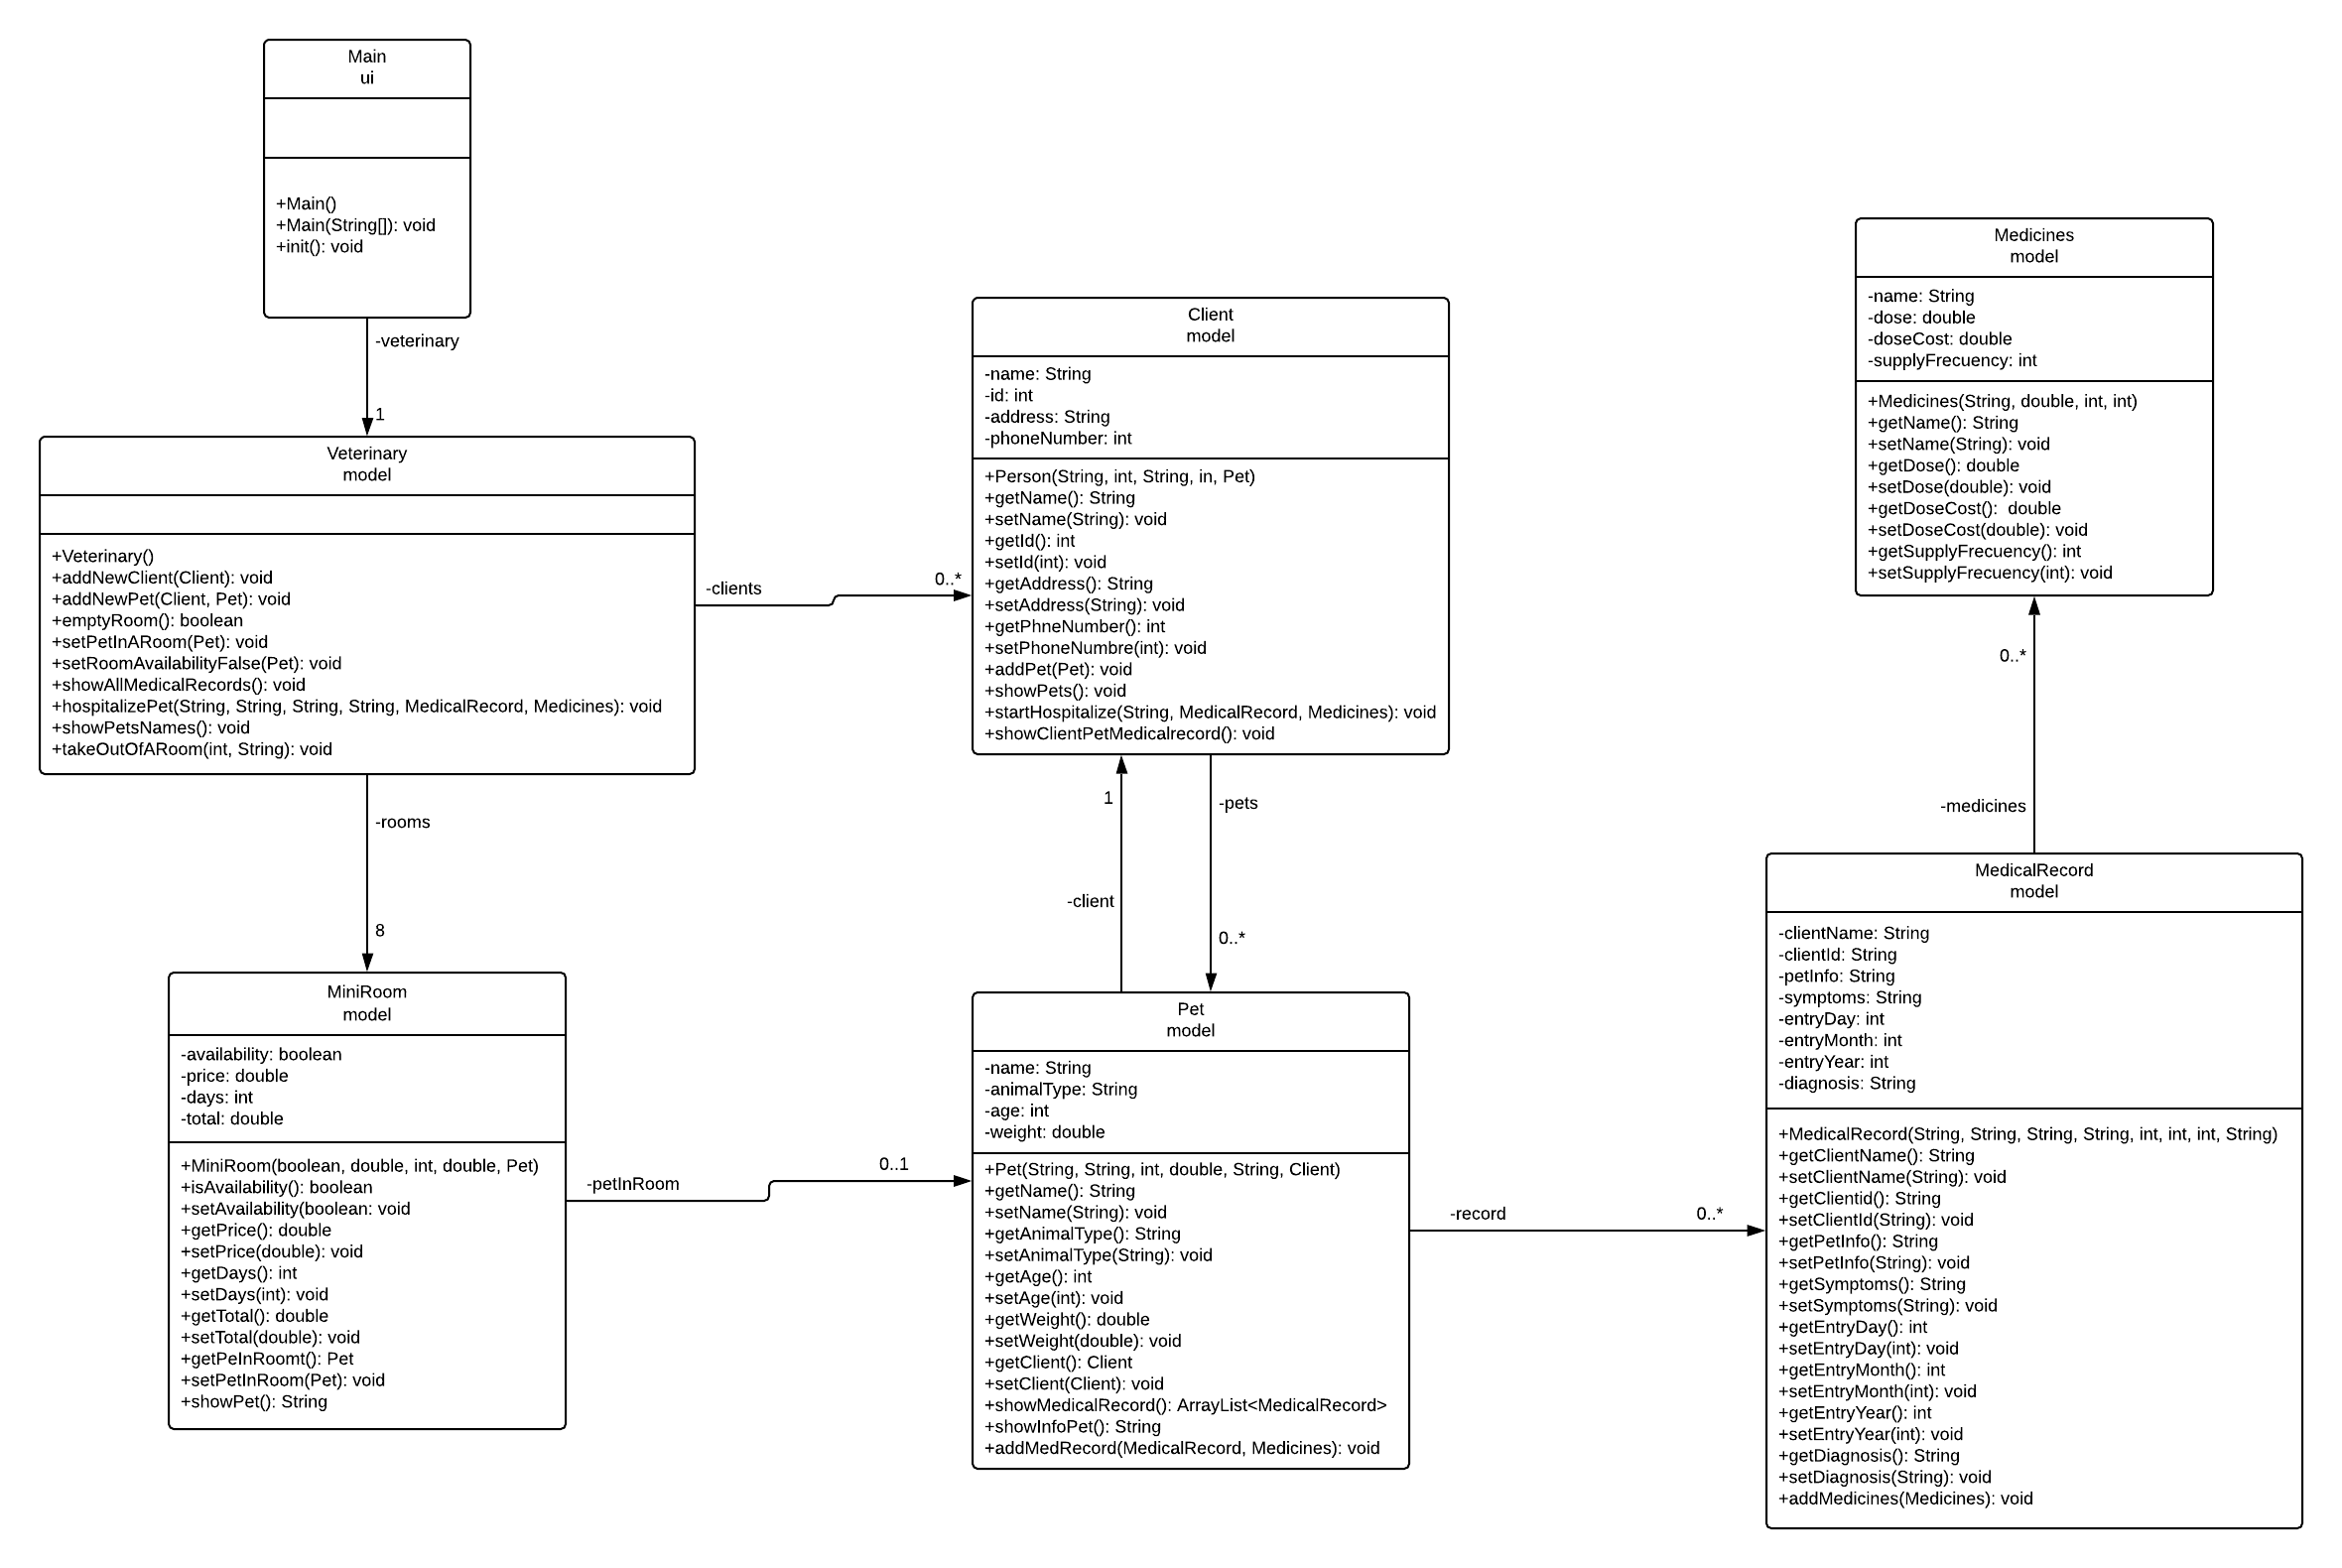 Main
ui
+Main()
+Main(String[]): void
+init(): void
-veterinary
1
Veterinary
model
+Veterinary()
+addNewClient(Client): void
+addNewPet(Client, Pet): void
+emptyRoom(): boolean
+setPetInARoom(Pet): void
+setRoomAvailabilityFalse(Pet): void
+showAllMedicalRecords(): void
+hospitalizePet(String, String, String, String, MedicalRecord, Medicines): void
+showPetsNames(): void
+takeOutOfARoom(int, String): void
-clients
0..*
-rooms
8
MiniRoom
model
-availability: boolean
-price: double
-days: int
-total: double
+MiniRoom(boolean, double, int, double, Pet)
+isAvailability(): boolean
+setAvailability(boolean: void
+getPrice(): double
+setPrice(double): void
+getDays(): int
+setDays(int): void
+getTotal(): double
+setTotal(double): void
+getPeInRoomt(): Pet
+setPetInRoom(Pet): void
+showPet(): String
-petInRoom
0..1
Client
model
-name: String
-id: int
-address: String
-phoneNumber: int
+Person(String, int, String, in, Pet)
+getName(): String
+setName(String): void
+getId(): int
+setId(int): void
+getAddress(): String
+setAddress(String): void
+getPhneNumber(): int
+setPhoneNumbre(int): void
+addPet(Pet): void
+showPets(): void
+startHospitalize(String, MedicalRecord, Medicines): void
+showClientPetMedicalrecord(): void
1
-client
-pets
0..*
Pet
model
-name: String
-animalType: String
-age: int
-weight: double
+Pet(String, String, int, double, String, Client)
+getName(): String
+setName(String): void
+getAnimalType(): String
+setAnimalType(String): void
+getAge(): int
+setAge(int): void
+getWeight(): double
+setWeight(double): void
+getClient(): Client
+setClient(Client): void
+showMedicalRecord(): ArrayList<MedicalRecord>
+showInfoPet(): String
+addMedRecord(MedicalRecord, Medicines): void
-record
0..*
Medicines
model
-name: String
-dose: double
-doseCost: double
-supplyFrecuency: int
+Medicines(String, double, int, int)
+getName(): String
+setName(String): void
+getDose(): double
+setDose(double): void
+getDoseCost():  double
+setDoseCost(double): void
+getSupplyFrecuency(): int
+setSupplyFrecuency(int): void
0..*
-medicines
MedicalRecord
model
-clientName: String
-clientId: String
-petInfo: String
-symptoms: String
-entryDay: int
-entryMonth: int
-entryYear: int
-diagnosis: String
+MedicalRecord(String, String, String, String, int, int, int, String)
+getClientName(): String
+setClientName(String): void
+getClientid(): String
+setClientId(String): void
+getPetInfo(): String
+setPetInfo(String): void
+getSymptoms(): String
+setSymptoms(String): void
+getEntryDay(): int
+setEntryDay(int): void
+getEntryMonth(): int
+setEntryMonth(int): void
+getEntryYear(): int
+setEntryYear(int): void
+getDiagnosis(): String
+setDiagnosis(String): void
+addMedicines(Medicines): void